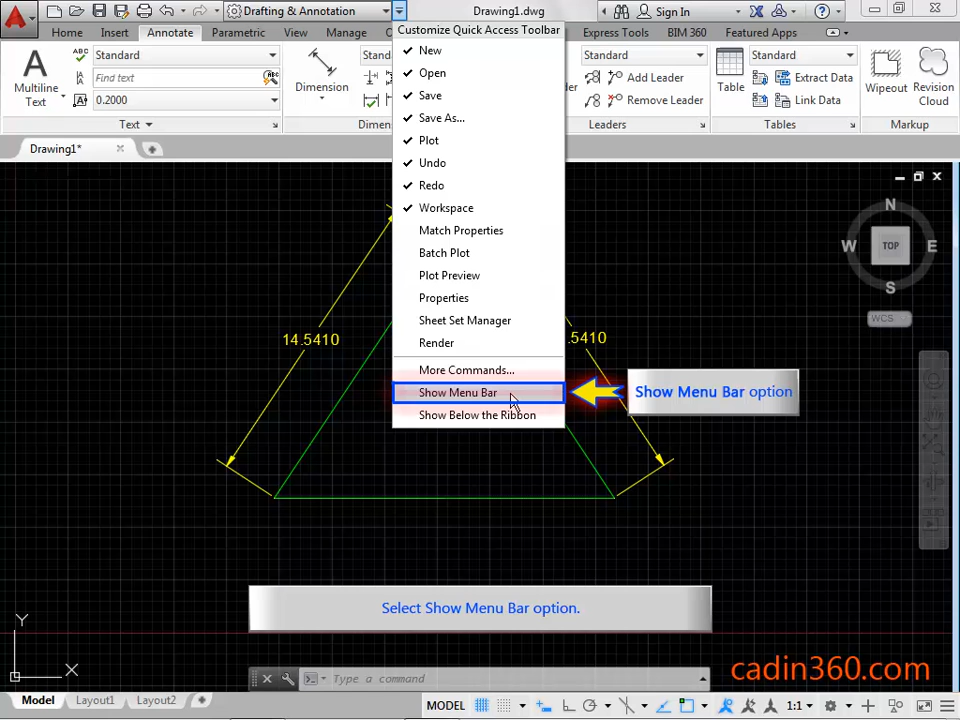 Drafting & Annotation
Drawing1.dwg
Sign In
Home Insert Annotate Parametric View Manage Express Tools BIM 360 Featured Apps
Customize Quick Access Toolbar
New
Open
Save
Save As...
Plot
Undo
Redo
Workspace
Match Properties
Batch Plot
Plot Preview
Properties
Sheet Set Manager
Render
More Commands...
Show Menu Bar
Show Below the Ribbon
Multiline
Text
ABC
Standard
Find text
0.2000
Text
Dimension
Standard
Add Leader
Remove Leader
Leaders
Table
Standard
Extract Data
Link Data
Tables
Wipeout
Revision
Cloud
Markup
Drawing1*
14.5410
.5410
N
W
TOP
E
S
WCS
Show Menu Bar option
Select Show Menu Bar option.
Y
X
Type a command
cadin360.com
Model Layout1 Layout2
MODEL
1:1